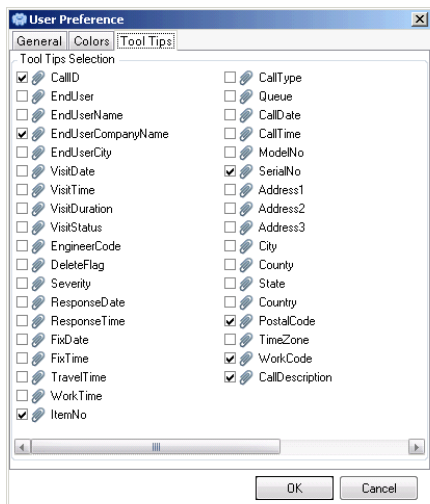 User Preference
General Colors Tool Tips
Tool Tips Selection
CallID
EndUser
EndUserName
EndUserCompanyName
EndUserCity
VisitDate
VisitTime
VisitDuration
VisitStatus
EngineerCode
DeleteFlag
Severity
ResponseDate
ResponseTime
FixDate
FixTime
TravelTime
WorkTime
ItemNo
CallType
Queue
CallDate
CallTime
ModelNo
SerialNo
Address1
Address2
Address3
City
County
State
Country
PostalCode
TimeZone
WorkCode
CallDescription
OK Cancel